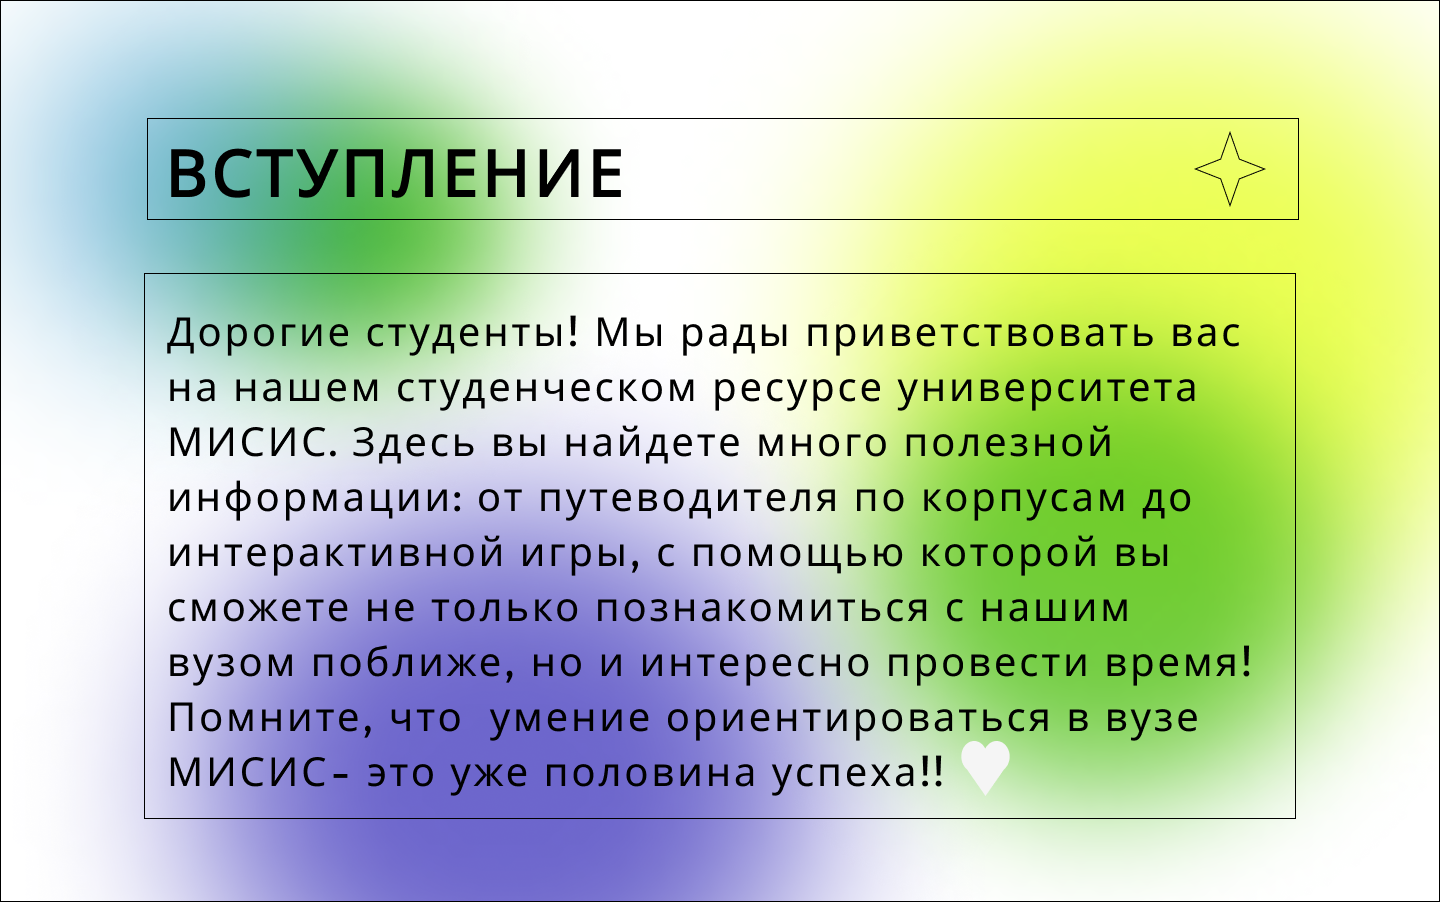 ВСТУПЛЕНИЕ
Дорогие студенты! Мы рады приветствовать вас
на нашем студенческом ресурсе университета
МИСИС. Здесь вы найдете много полезной
информации: от путеводителя по корпусам до
интерактивной игры, с помощью которой вы
сможете не только познакомиться с нашим
вузом поближе, но и интересно провести время!
Помните, что  умение ориентироваться в вузе
МИСИС- это уже половина успеха!!